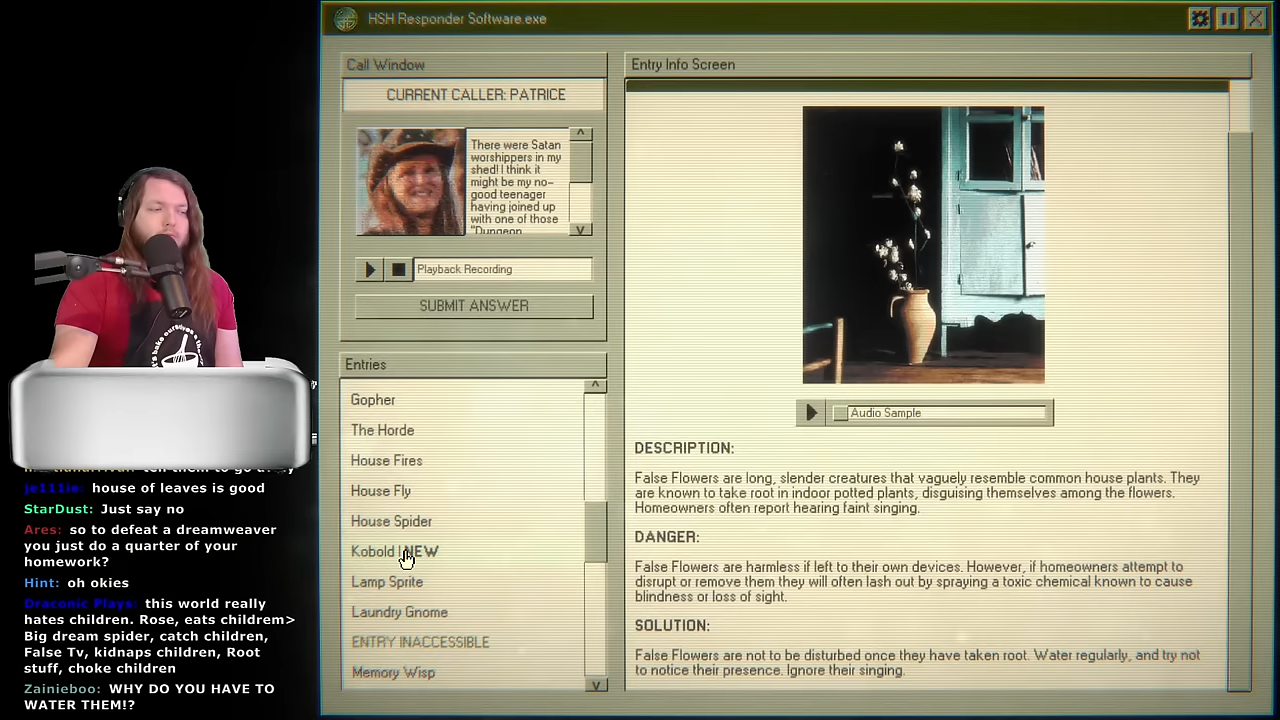 HSH Responder Software.exe
Call Window
CURRENT CALLER: PATRICE
There were Satan
worshippers in my
shed! I think it
might be my no-
good teenager
having joined up
with one of those
"Dungeon
Playback Recording
SUBMIT ANSWER
Entries
Gopher
The Horde
House Fires
House Fly
House Spider
Kobold NEW
Lamp Sprite
Laundry Gnome
ENTRY INACCESSIBLE
Memory Wisp
Entry Info Screen
Audio Sample
DESCRIPTION:
False Flowers are long, slender creatures that vaguely resemble common house plants. They
are known to take root in indoor potted plants, disguising themselves among the flowers.
Homeowners often report hearing faint singing.
DANGER:
False Flowers are harmless if left to their own devices. However, if homeowners attempt to
disrupt or remove them they will often lash out by spraying a toxic chemical known to cause
blindness or loss of sight.
SOLUTION:
False Flowers are not to be disturbed once they have taken root. Water regularly, and try not
to notice their presence. Ignore their singing.
je111ie: house of leaves is good
StarDust: Just say no
Ares: so to defeat a dreamweaver
you just do a quarter of your
homework?
Hint: oh okies
Draconic Plays: this world really
hates children. Rose, eats childrem>
Big dream spider, catch children,
False Tv, kidnaps children, Root
stuff, choke children
Zainieboo: WHY DO YOU HAVE TO
WATER THEM!?